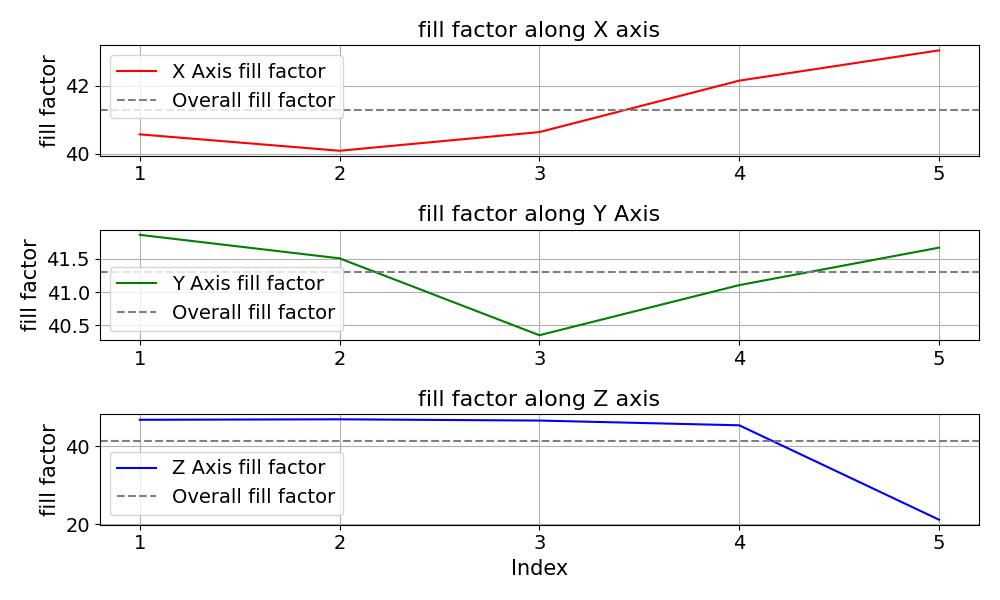 fill factor along X axis
fill factor
42
40
X Axis fill factor
Overall fill factor
1 2 3 4 5
fill factor along Y Axis
fill factor
41.5
41.0
40.5
Y Axis fill factor
Overall fill factor
1 2 3 4 5
fill factor along Z axis
fill factor
40
20
Z Axis fill factor
Overall fill factor
1 2 3 4 5
Index